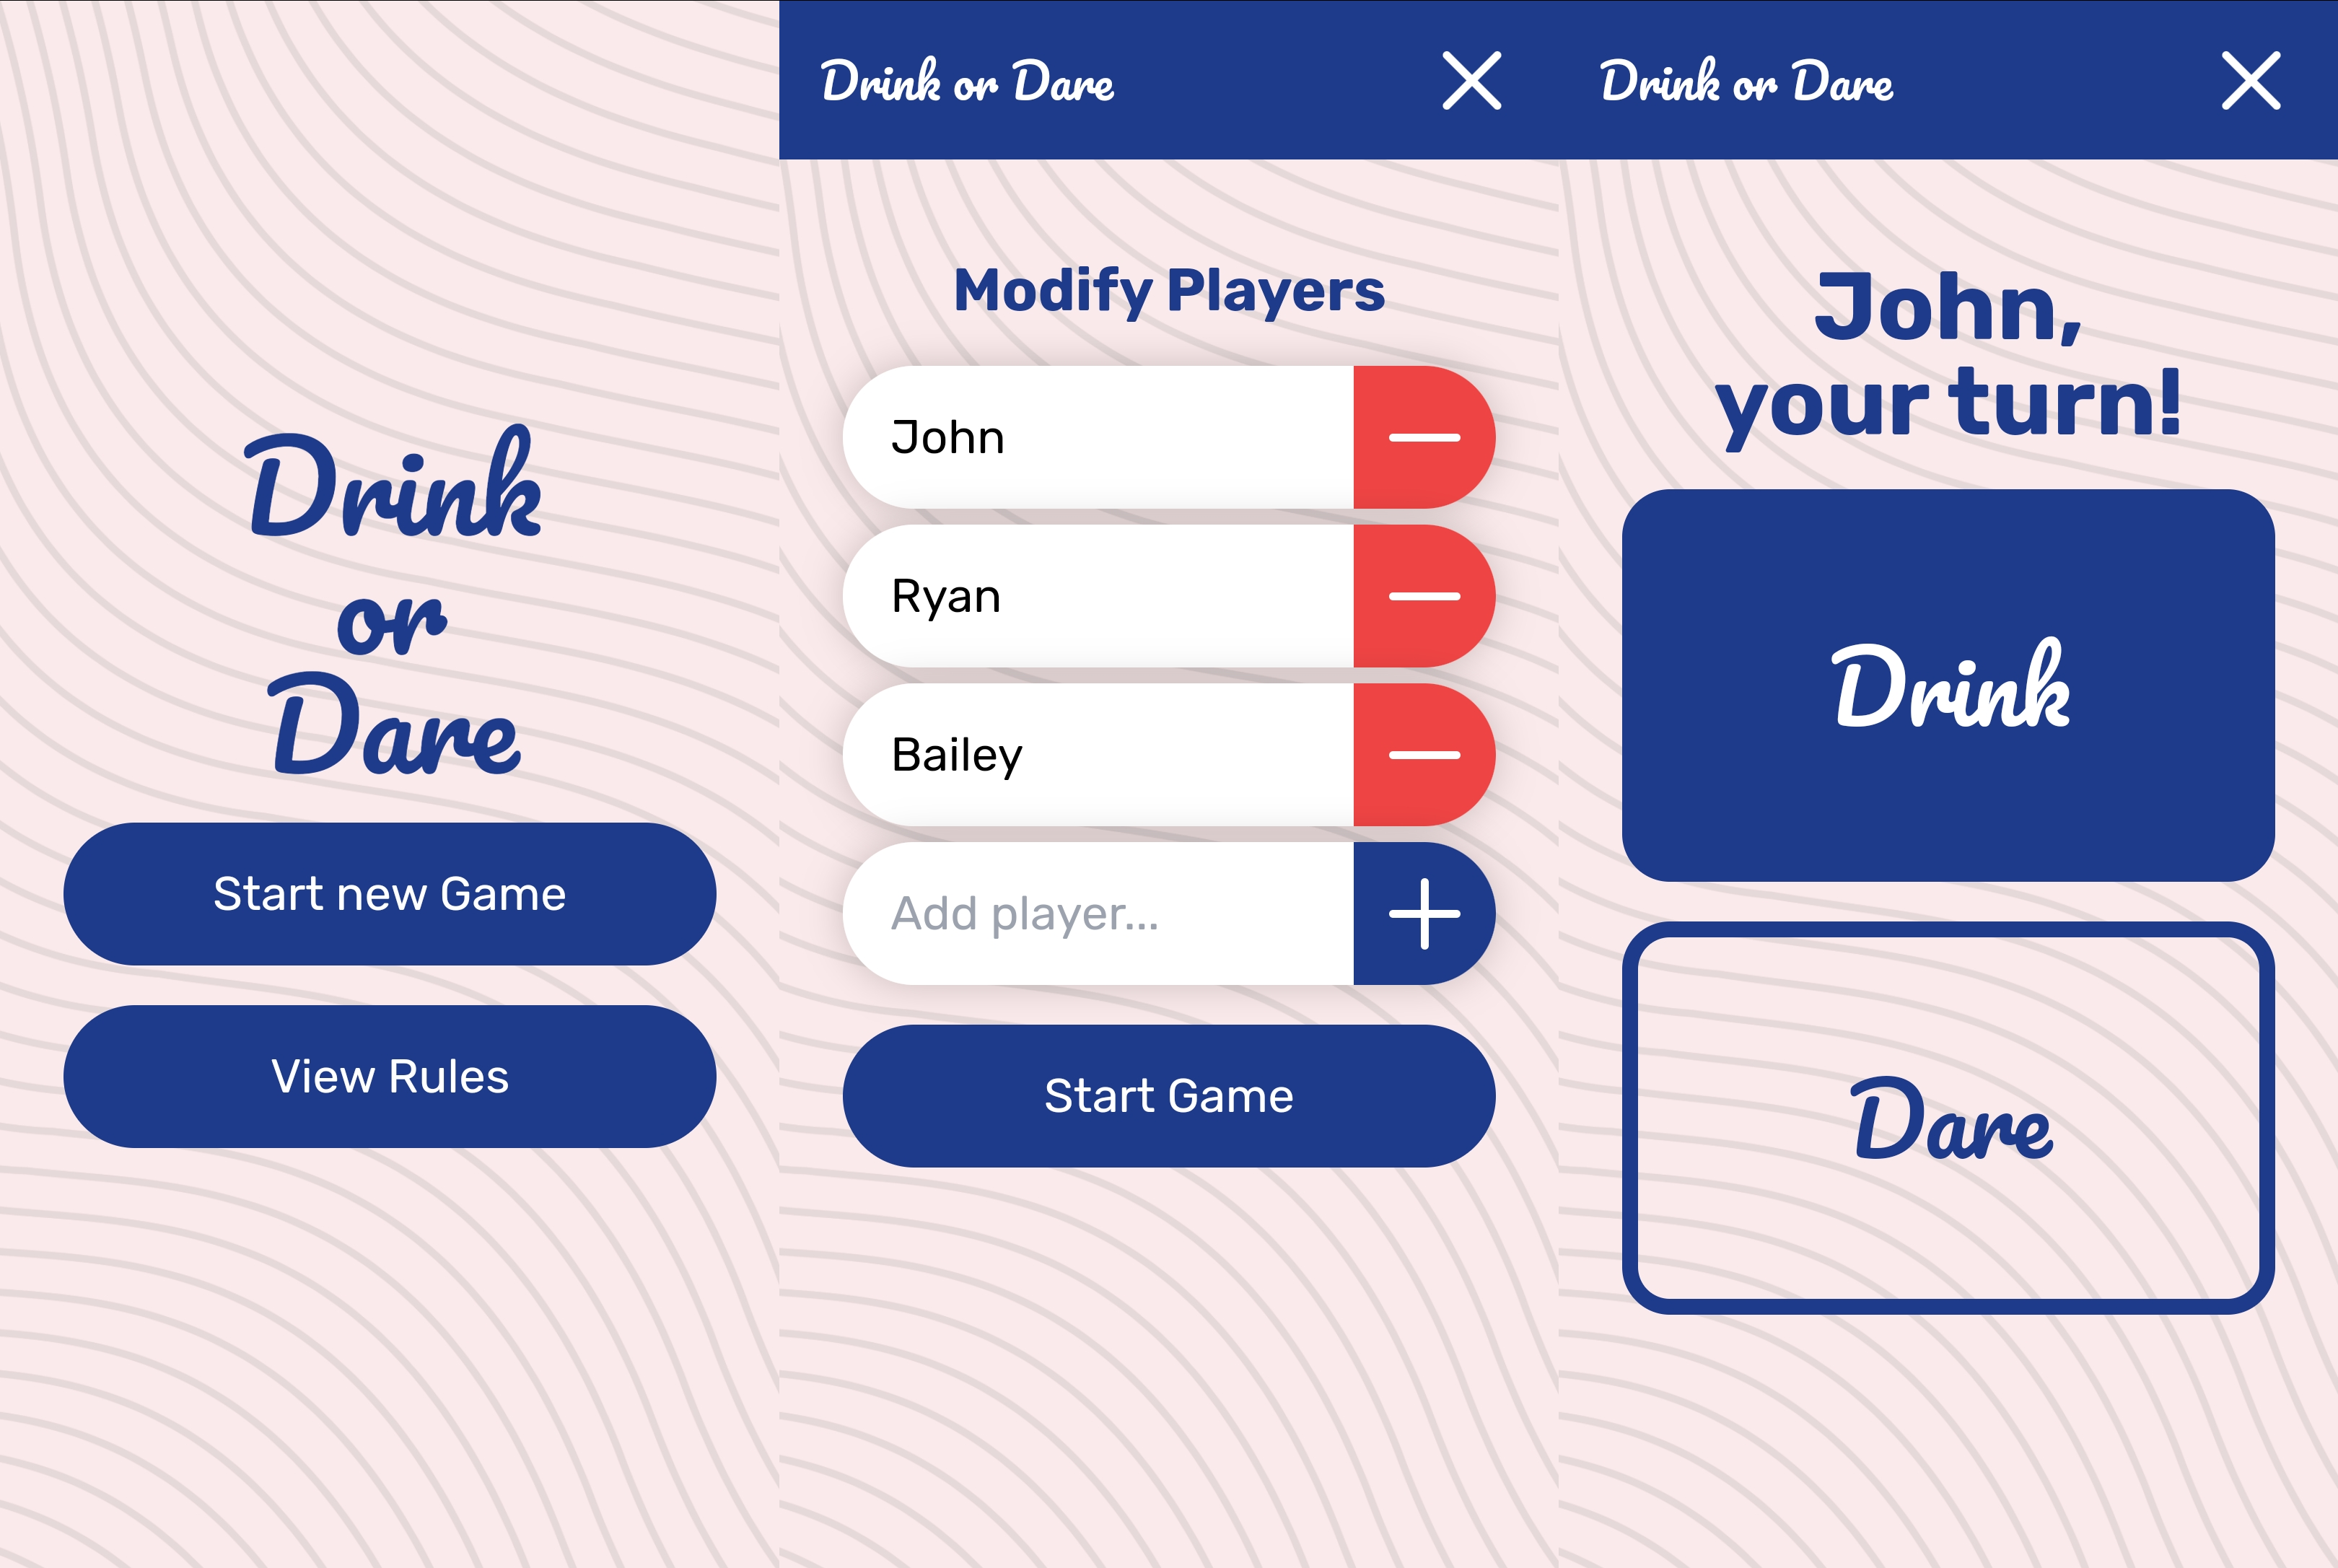 Drink
or
Dare
Start new Game
View Rules
Drink or Dare
Modify Players
John
Ryan
Bailey
Add player...
Start Game
Drink or Dare
John,
your turn!
Drink
Dare